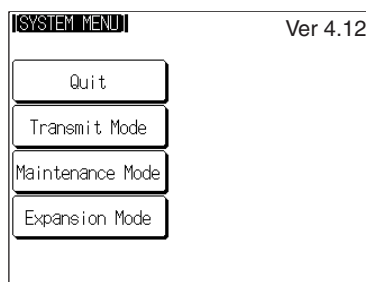 [SYSTEM MENU] Ver 4.12
Quit
Transmit Mode
Maintenance Mode
Expansion Mode